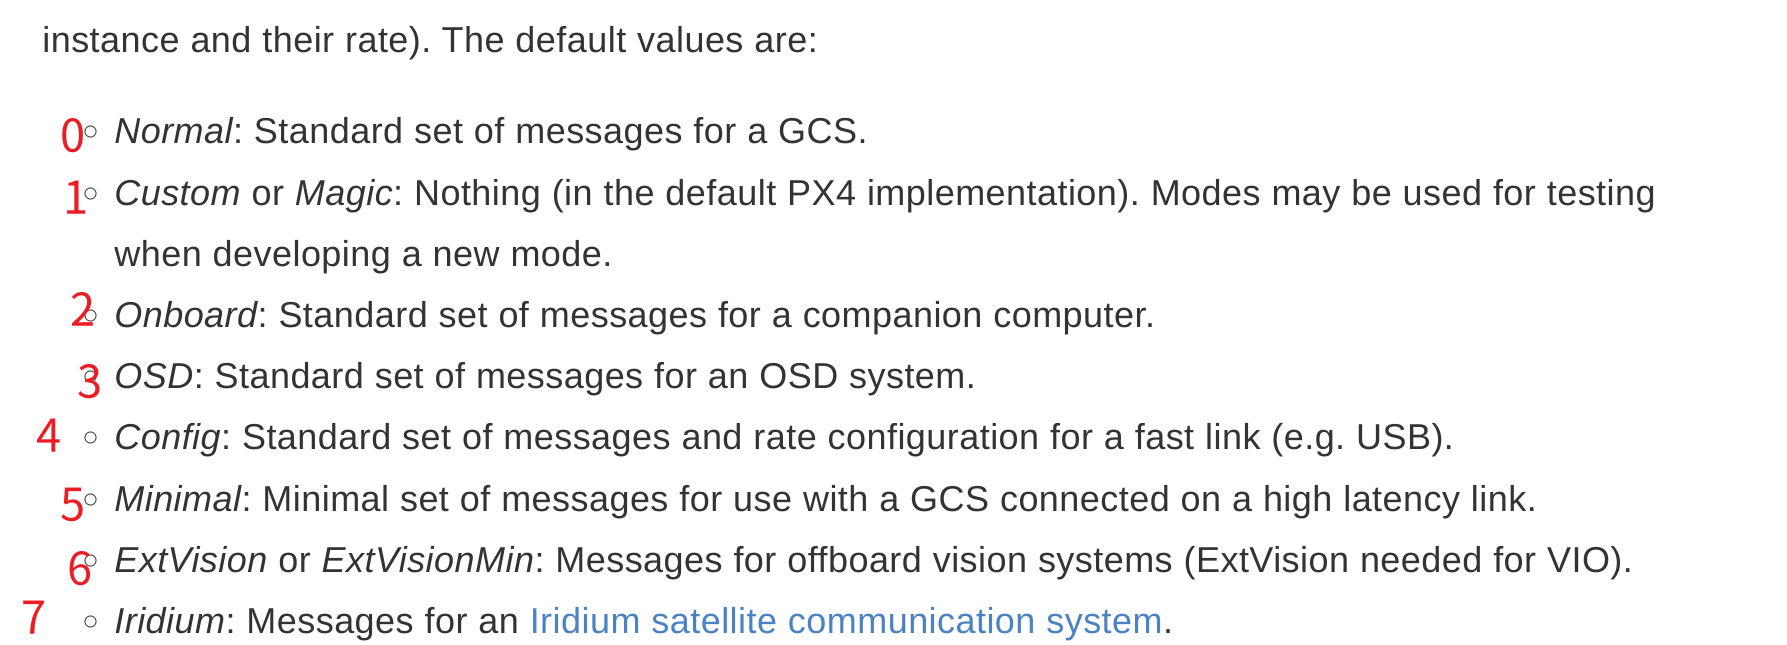 instance and their rate). The default values are:
0 ○ Normal: Standard set of messages for a GCS.
1 ○ Custom or Magic: Nothing (in the default PX4 implementation). Modes may be used for testing
when developing a new mode.
2 ○ Onboard: Standard set of messages for a companion computer.
3 ○ OSD: Standard set of messages for an OSD system.
4 ○ Config: Standard set of messages and rate configuration for a fast link (e.g. USB).
5 ○ Minimal: Minimal set of messages for use with a GCS connected on a high latency link.
6 ○ ExtVision or ExtVisionMin: Messages for offboard vision systems (ExtVision needed for VIO).
7 ○ Iridium: Messages for an Iridium satellite communication system.